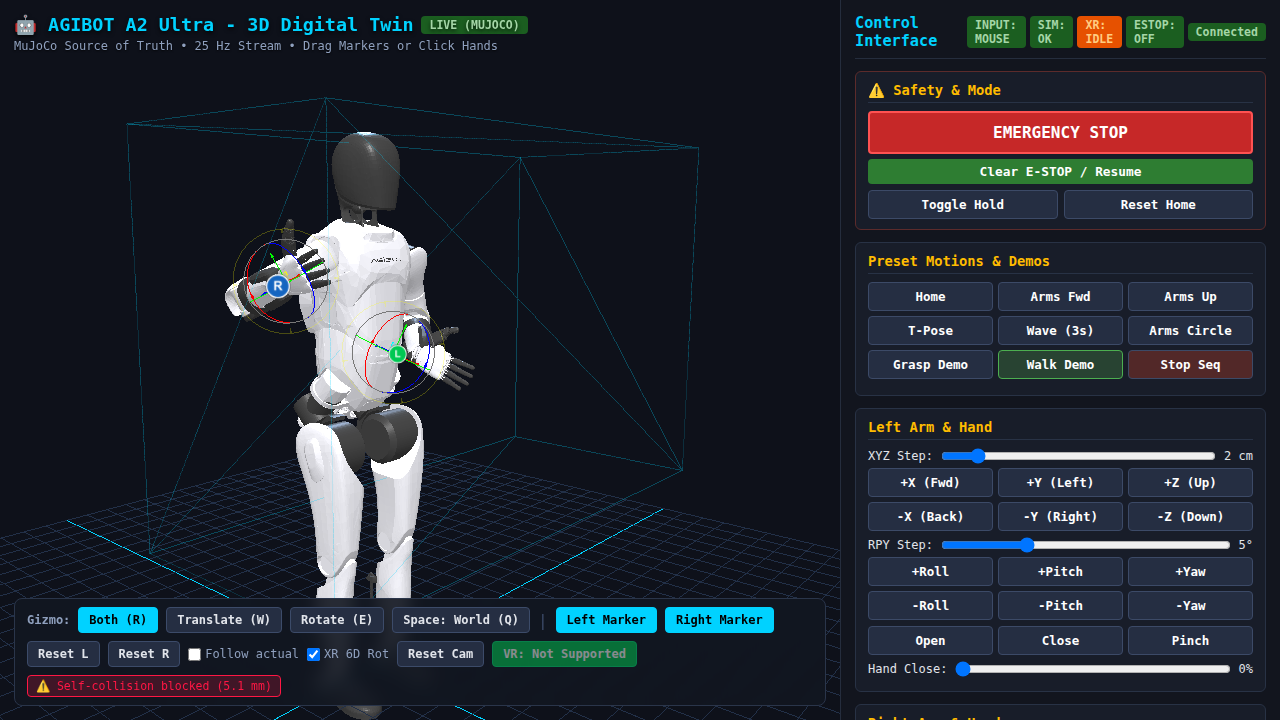 🤖 AGIBOT A2 Ultra - 3D Digital Twin LIVE (MUJOCO)
MuJoCo Source of Truth • 25 Hz Stream • Drag Markers or Click Hands
R
L
Gizmo: Both (R) Translate (W) Rotate (E) Space: World (Q) | Left Marker Right Marker
Reset L Reset R Follow actual XR 6D Rot Reset Cam VR: Not Supported
⚠️ Self-collision blocked (5.1 mm)
Control Interface
INPUT: MOUSE
SIM: OK
XR: IDLE
ESTOP: OFF
Connected
⚠️ Safety & Mode
EMERGENCY STOP
Clear E-STOP / Resume
Toggle Hold Reset Home
Preset Motions & Demos
Home Arms Fwd Arms Up
T-Pose Wave (3s) Arms Circle
Grasp Demo Walk Demo Stop Seq
Left Arm & Hand
XYZ Step: 2 cm
+X (Fwd) +Y (Left) +Z (Up)
-X (Back) -Y (Right) -Z (Down)
RPY Step: 5°
+Roll +Pitch +Yaw
-Roll -Pitch -Yaw
Open Close Pinch
Hand Close: 0%